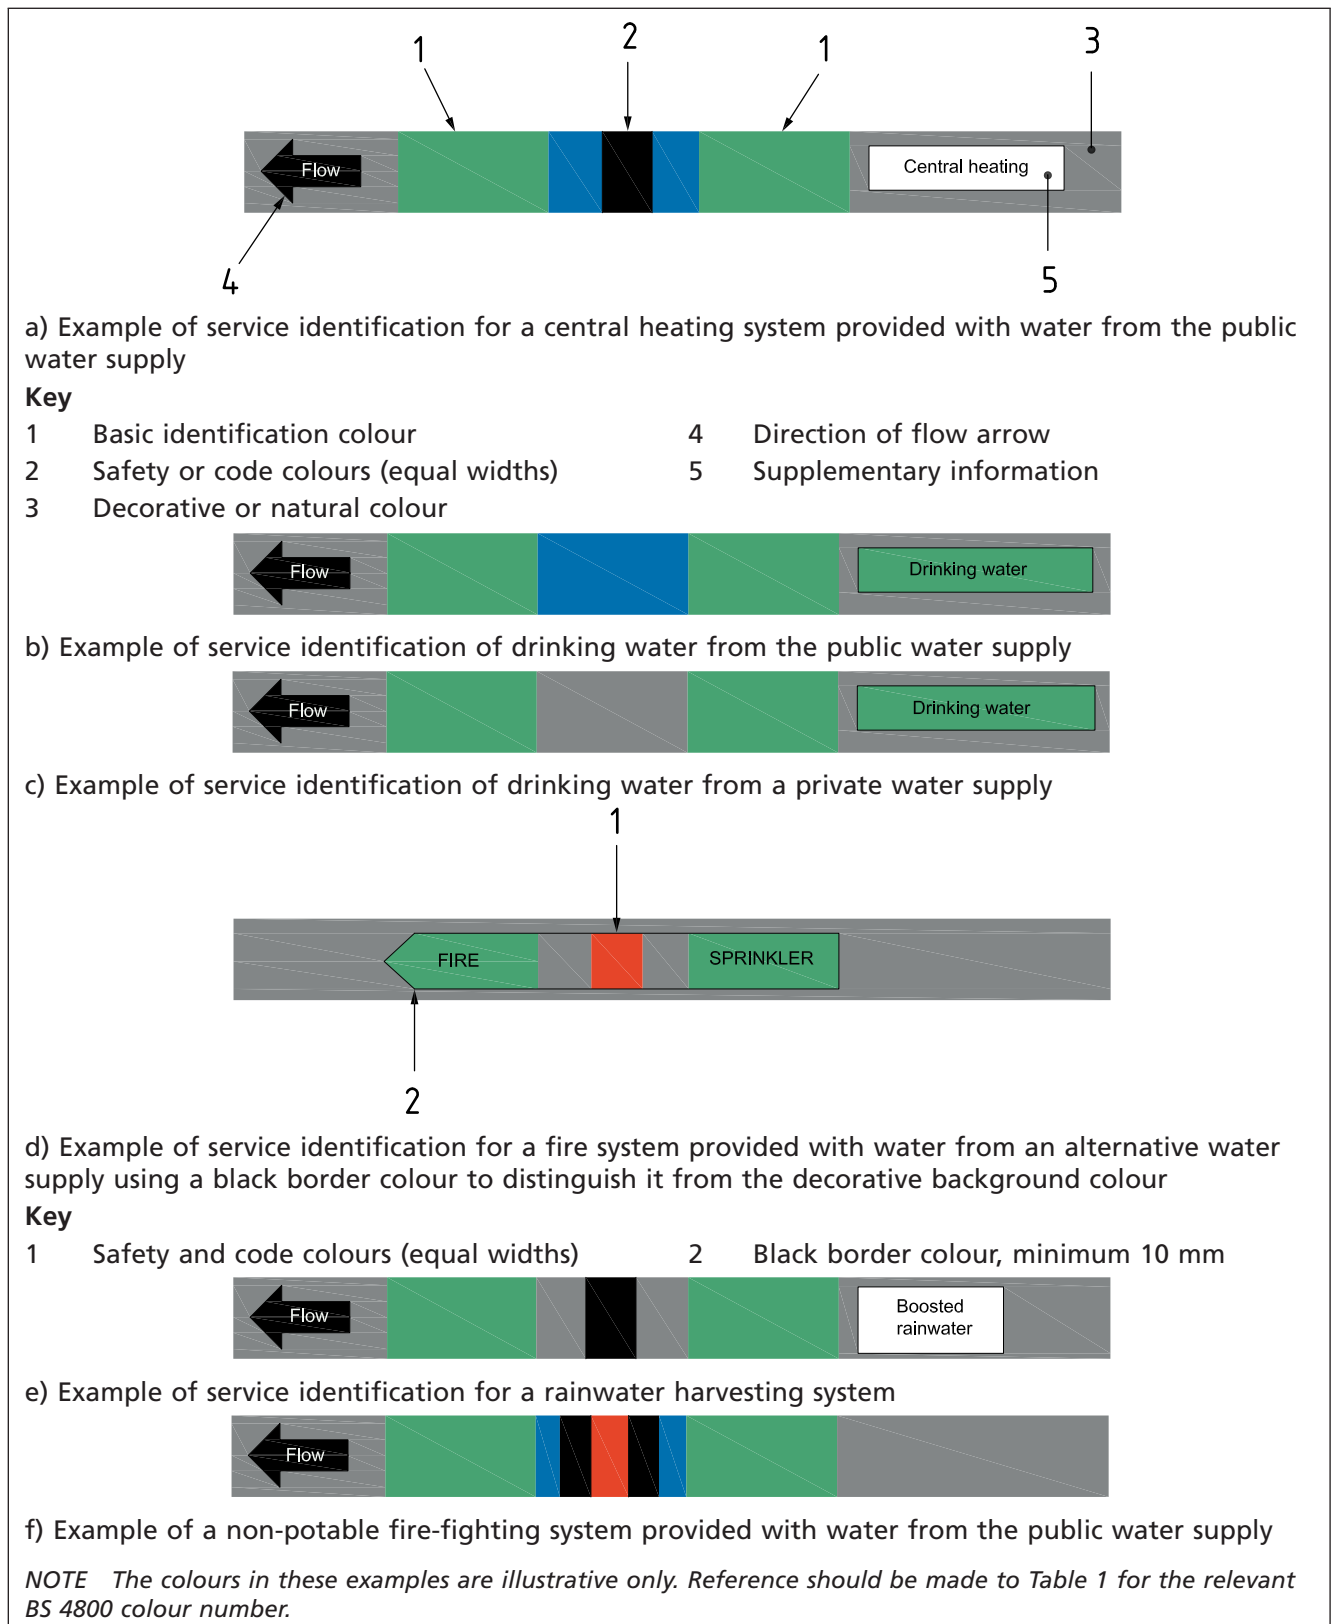 1 2 1 3
Flow Central heating
4 5
a) Example of service identification for a central heating system provided with water from the public
water supply
Key
1 Basic identification colour 4 Direction of flow arrow
2 Safety or code colours (equal widths) 5 Supplementary information
3 Decorative or natural colour
Flow Drinking water
b) Example of service identification of drinking water from the public water supply
Flow Drinking water
c) Example of service identification of drinking water from a private water supply
1
FIRE SPRINKLER
2
d) Example of service identification for a fire system provided with water from an alternative water
supply using a black border colour to distinguish it from the decorative background colour
Key
1 Safety and code colours (equal widths) 2 Black border colour, minimum 10 mm
Flow Boosted
rainwater
e) Example of service identification for a rainwater harvesting system
Flow
f) Example of a non-potable fire-fighting system provided with water from the public water supply
NOTE The colours in these examples are illustrative only. Reference should be made to Table 1 for the relevant
BS 4800 colour number.